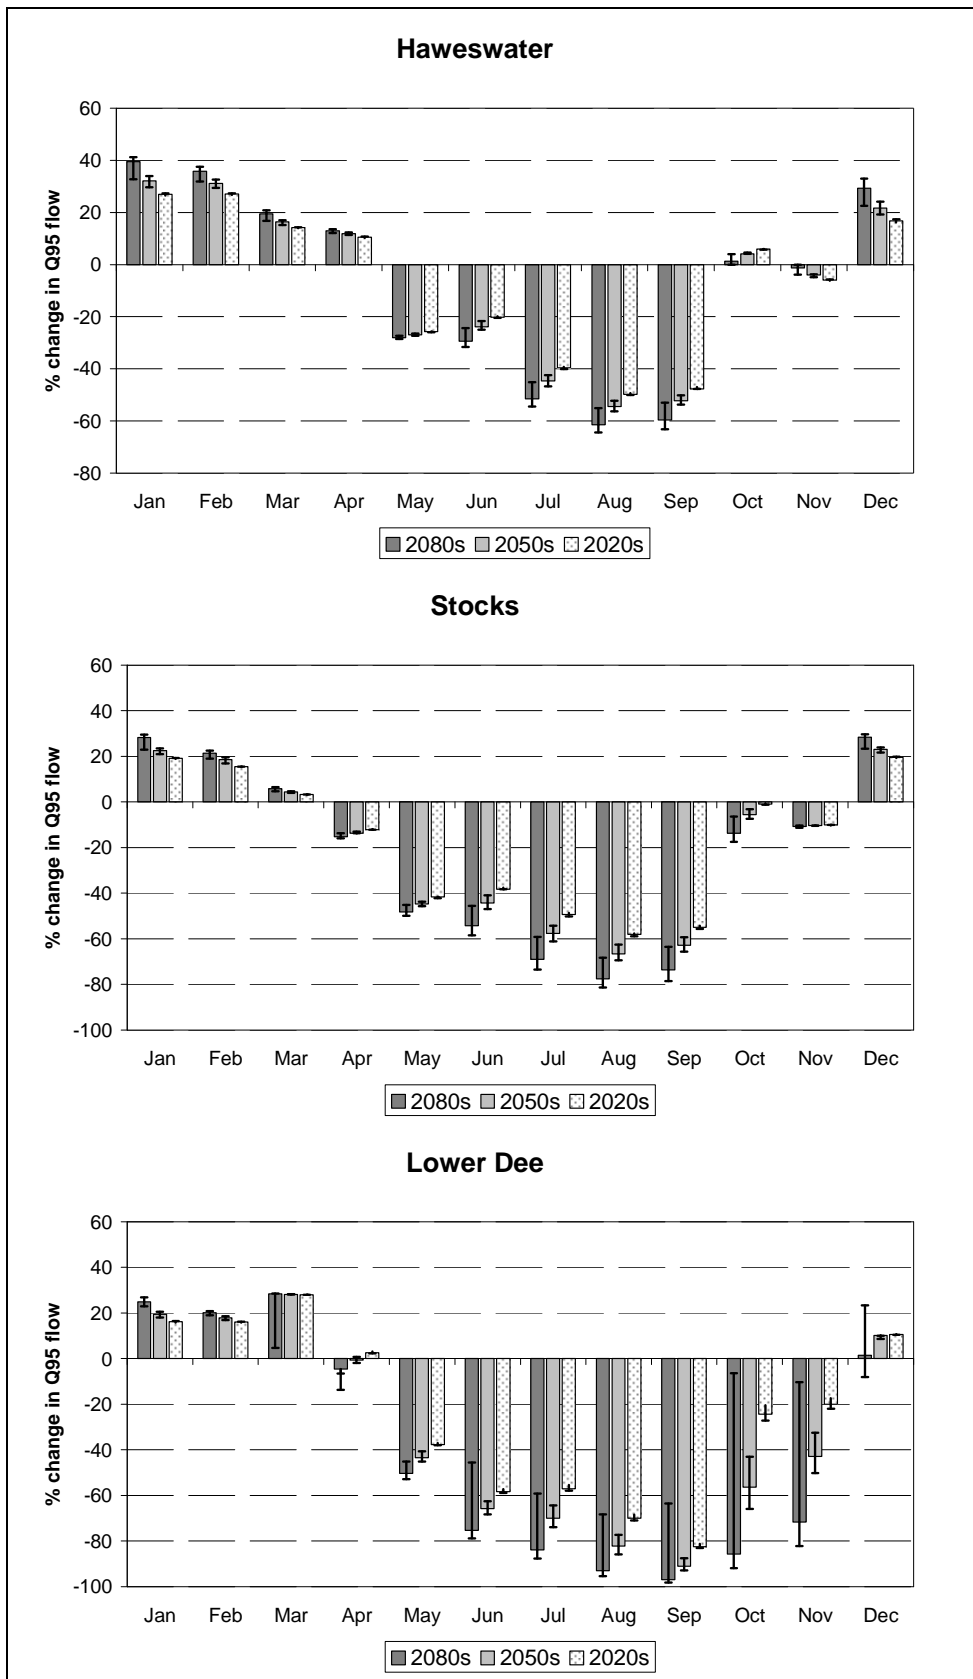 Haweswater
% change in Q95 flow
60
40
20
0
-20
-40
-60
-80
Jan Feb Mar Apr May Jun Jul Aug Sep Oct Nov Dec
2080s 2050s 2020s
Stocks
% change in Q95 flow
60
40
20
0
-20
-40
-60
-80
-100
Jan Feb Mar Apr May Jun Jul Aug Sep Oct Nov Dec
2080s 2050s 2020s
Lower Dee
% change in Q95 flow
60
40
20
0
-20
-40
-60
-80
-100
Jan Feb Mar Apr May Jun Jul Aug Sep Oct Nov Dec
2080s 2050s 2020s